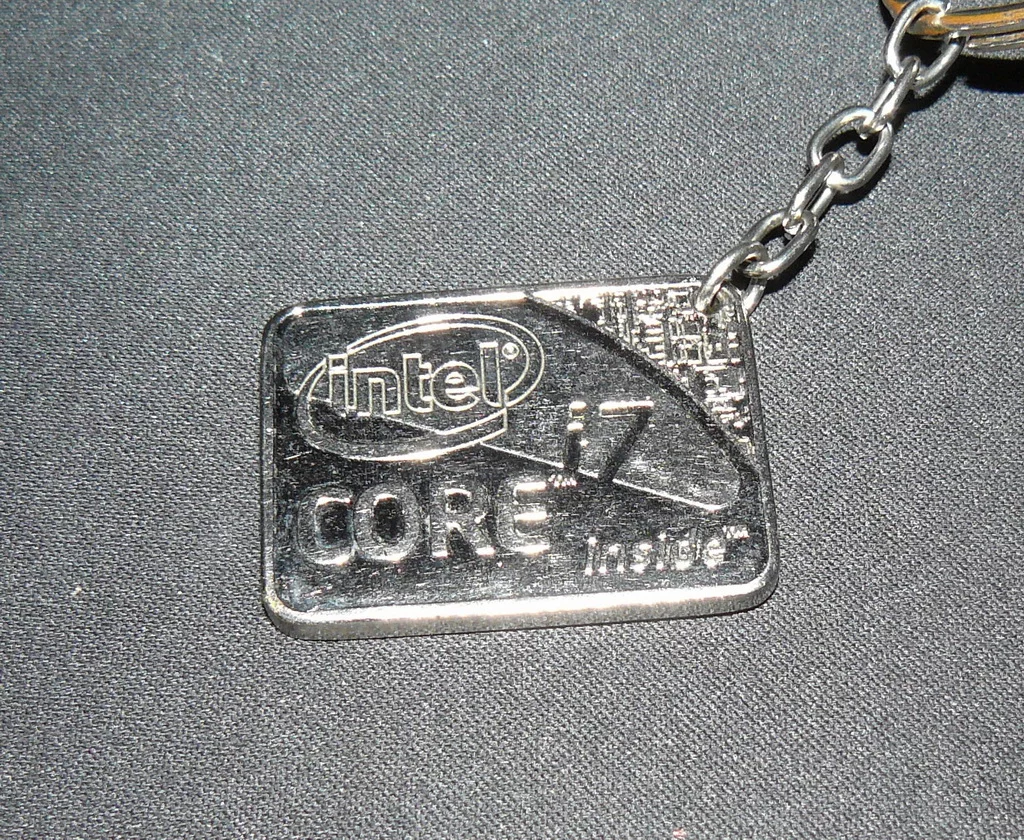 intel®
i7
CORE™
inside™